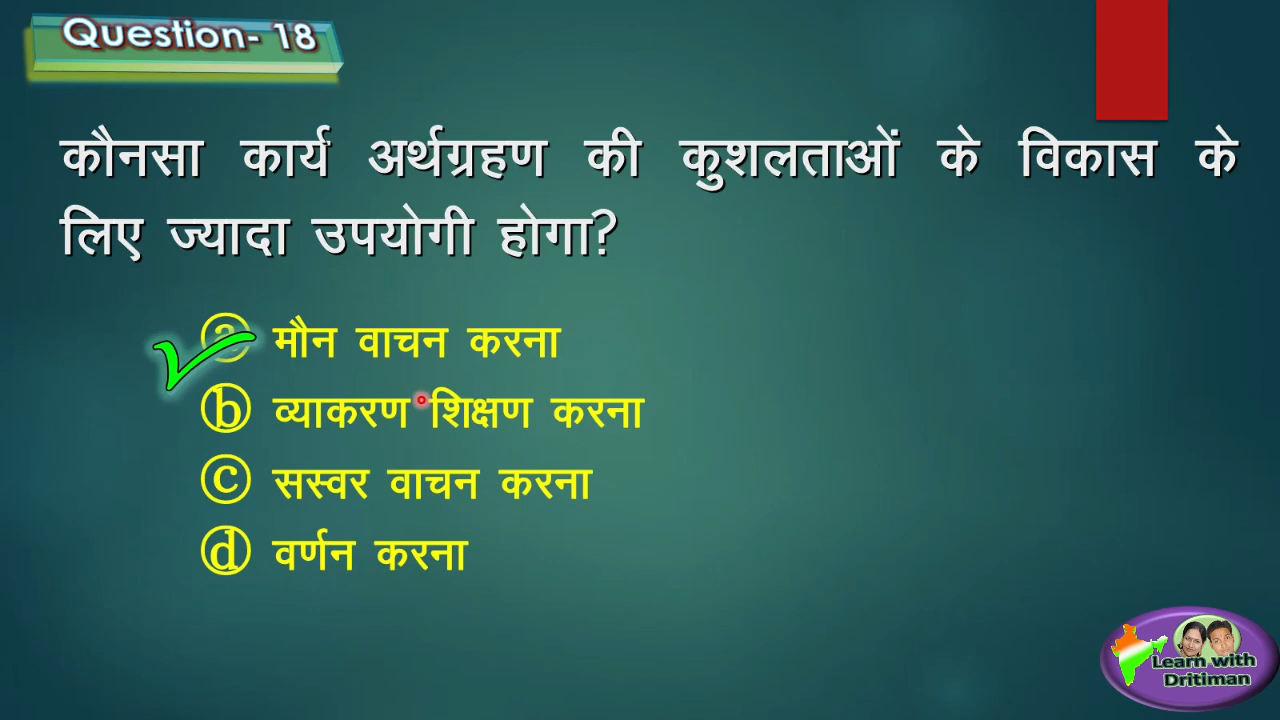 Question- 18
कौनसा कार्य अर्थग्रहण की कुशलताओं के विकास के
लिए ज्यादा उपयोगी होगा?
ⓐ मौन वाचन करना
ⓑ व्याकरण शिक्षण करना
ⓒ सस्वर वाचन करना
ⓓ वर्णन करना
Learn with
Dritiman